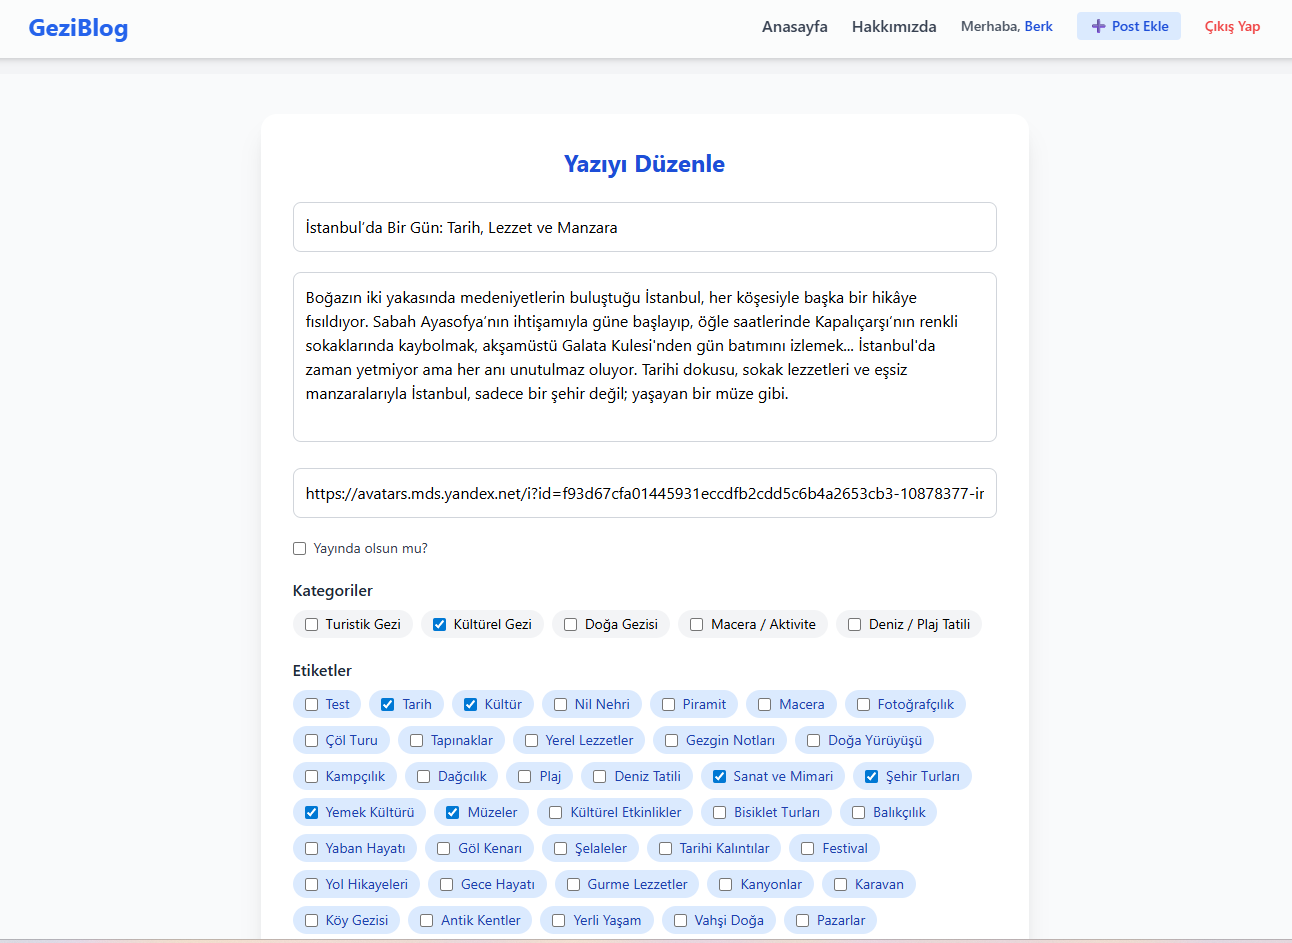 GeziBlog
Anasayfa Hakkımızda Merhaba, Berk Post Ekle Çıkış Yap
Yazıyı Düzenle
İstanbul’da Bir Gün: Tarih, Lezzet ve Manzara
Boğazın iki yakasında medeniyetlerin buluştuğu İstanbul, her köşesiyle başka bir hikâye
fısıldıyor. Sabah Ayasofya’nın ihtişamıyla güne başlayıp, öğle saatlerinde Kapalıçarşı’nın renkli
sokaklarında kaybolmak, akşamüstü Galata Kulesi'nden gün batımını izlemek... İstanbul'da
zaman yetmiyor ama her anı unutulmaz oluyor. Tarihi dokusu, sokak lezzetleri ve eşsiz
manzaralarıyla İstanbul, sadece bir şehir değil; yaşayan bir müze gibi.
https://avatars.mds.yandex.net/i?id=f93d67cfa01445931eccdfb2cdd5c6b4a2653cb3-10878377-ir
Yayında olsun mu?
Kategoriler
Turistik Gezi Kültürel Gezi Doğa Gezisi Macera / Aktivite Deniz / Plaj Tatili
Etiketler
Test Tarih Kültür Nil Nehri Piramit Macera Fotoğrafçılık
Çöl Turu Tapınaklar Yerel Lezzetler Gezgin Notları Doğa Yürüyüşü
Kampçılık Dağcılık Plaj Deniz Tatili Sanat ve Mimari Şehir Turları
Yemek Kültürü Müzeler Kültürel Etkinlikler Bisiklet Turları Balıkçılık
Yaban Hayatı Göl Kenarı Şelaleler Tarihi Kalıntılar Festival
Yol Hikayeleri Gece Hayatı Gurme Lezzetler Kanyonlar Karavan
Köy Gezisi Antik Kentler Yerli Yaşam Vahşi Doğa Pazarlar